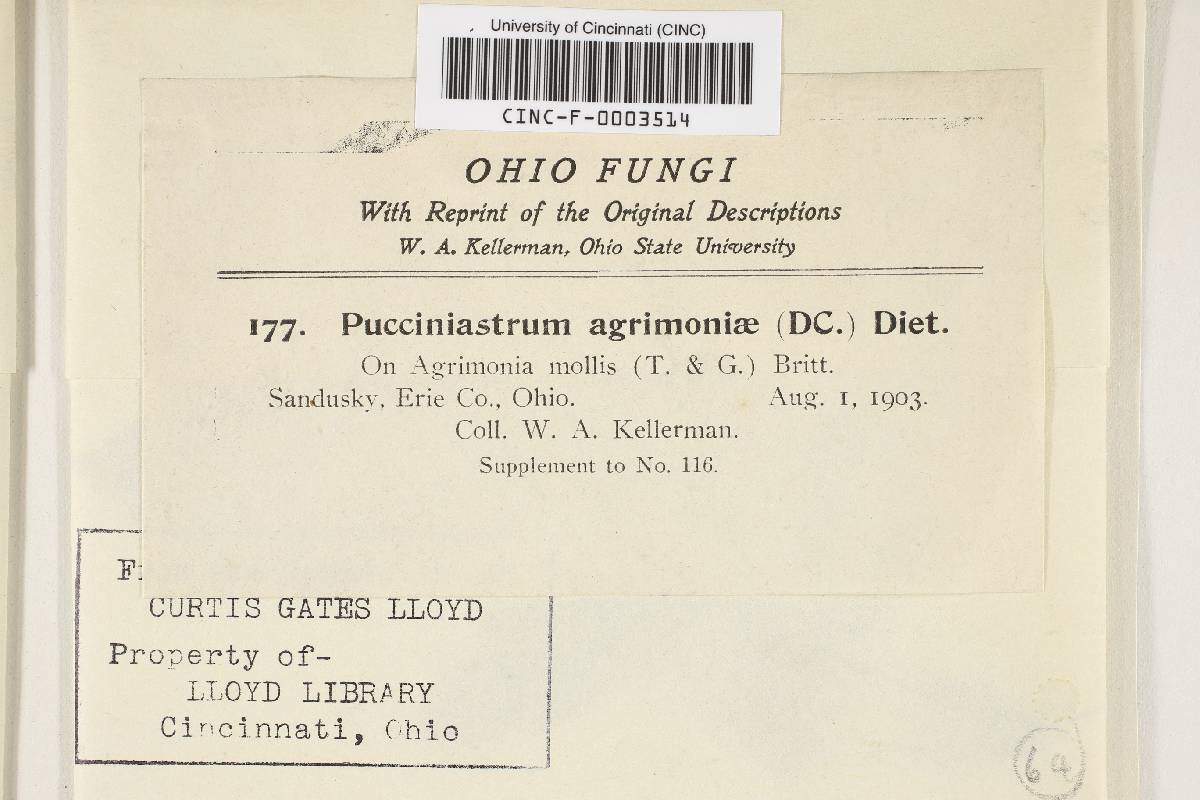 University of Cincinnati (CINC)
CINC-F-0003514
OHIO FUNGI
With Reprint of the Original Descriptions
W. A. Kellerman, Ohio State University
177. Pucciniastrum agrimoniæ (DC.) Diet.
On Agrimonia mollis (T. & G.) Britt.
Sandusky, Erie Co., Ohio. Aug. 1, 1903.
Coll. W. A. Kellerman.
Supplement to No. 116.
CURTIS GATES LLOYD
Property of-
LLOYD LIBRARY
Cincinnati, Ohio